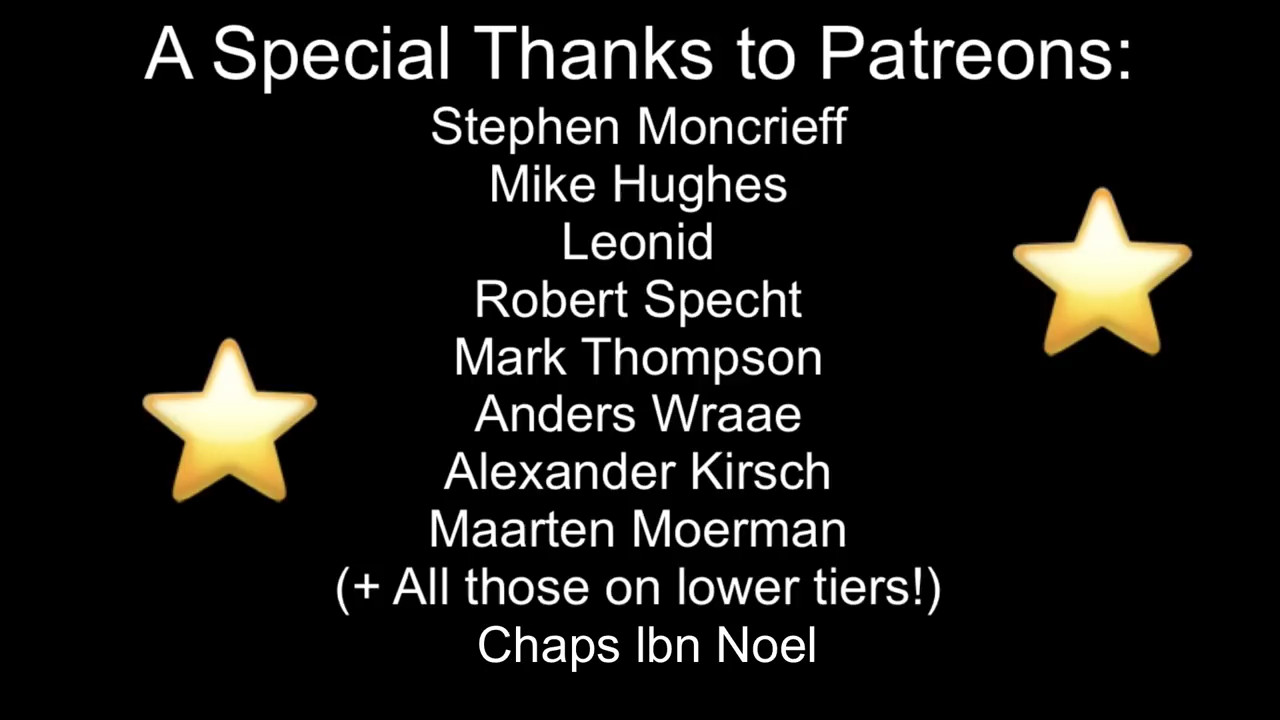 A Special Thanks to Patreons:
Stephen Moncrieff
Mike Hughes
Leonid
Robert Specht
Mark Thompson
Anders Wraae
Alexander Kirsch
Maarten Moerman
(+ All those on lower tiers!)
Chaps Ibn Noel